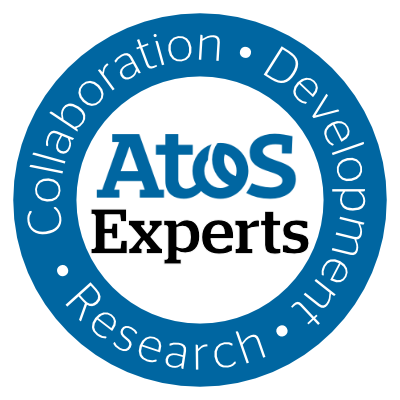 Collaboration • Development • Research •
Atos
Experts